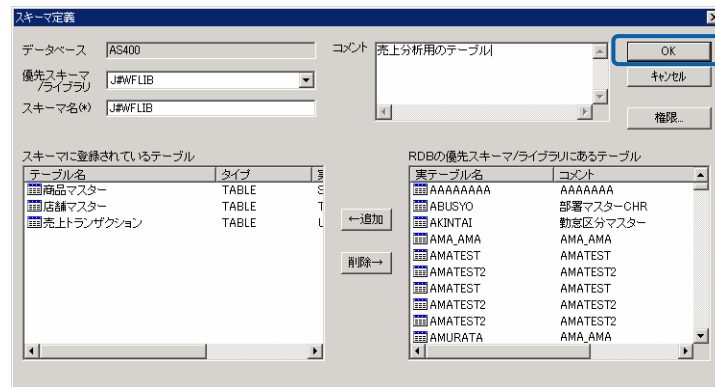 スキーマ定義
データベース AS400
優先スキーマ
/ライブラリ J#WFLIB
スキーマ名(*) J#WFLIB
コメント 売上分析用のテーブル
OK
キャンセル
権限...
スキーマに登録されているテーブル
テーブル名 タイプ
商品マスター TABLE S
店舗マスター TABLE T
売上トランザクション TABLE
←追加
削除→
RDBの優先スキーマ/ライブラリにあるテーブル
実テーブル名 コメント
AAAAAAAA AAAAAAA
ABUSYO 部署マスターCHR
AKINTAI 勤怠区分マスター
AMA_AMA AMA_AMA
AMATEST AMATEST
AMATEST2 AMATEST2
AMATEST AMATEST
AMATEST2 AMATEST2
AMATEST2 AMATEST2
AMURATA AMA_AMA